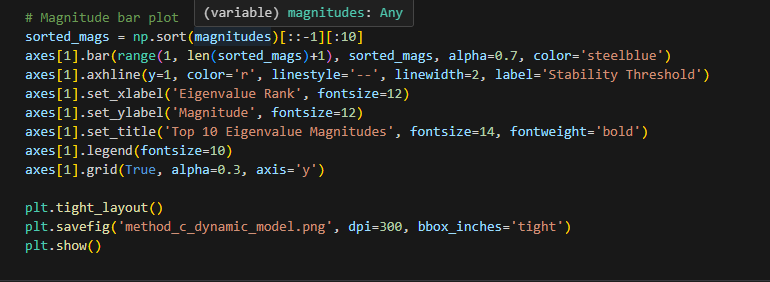 (variable) magnitudes: Any
# Magnitude bar plot
sorted_mags = np.sort(magnitudes)[::-1][:10]
axes[1].bar(range(1, len(sorted_mags)+1), sorted_mags, alpha=0.7, color='steelblue')
axes[1].axhline(y=1, color='r', linestyle='--', linewidth=2, label='Stability Threshold')
axes[1].set_xlabel('Eigenvalue Rank', fontsize=12)
axes[1].set_ylabel('Magnitude', fontsize=12)
axes[1].set_title('Top 10 Eigenvalue Magnitudes', fontsize=14, fontweight='bold')
axes[1].legend(fontsize=10)
axes[1].grid(True, alpha=0.3, axis='y')
plt.tight_layout()
plt.savefig('method_c_dynamic_model.png', dpi=300, bbox_inches='tight')
plt.show()